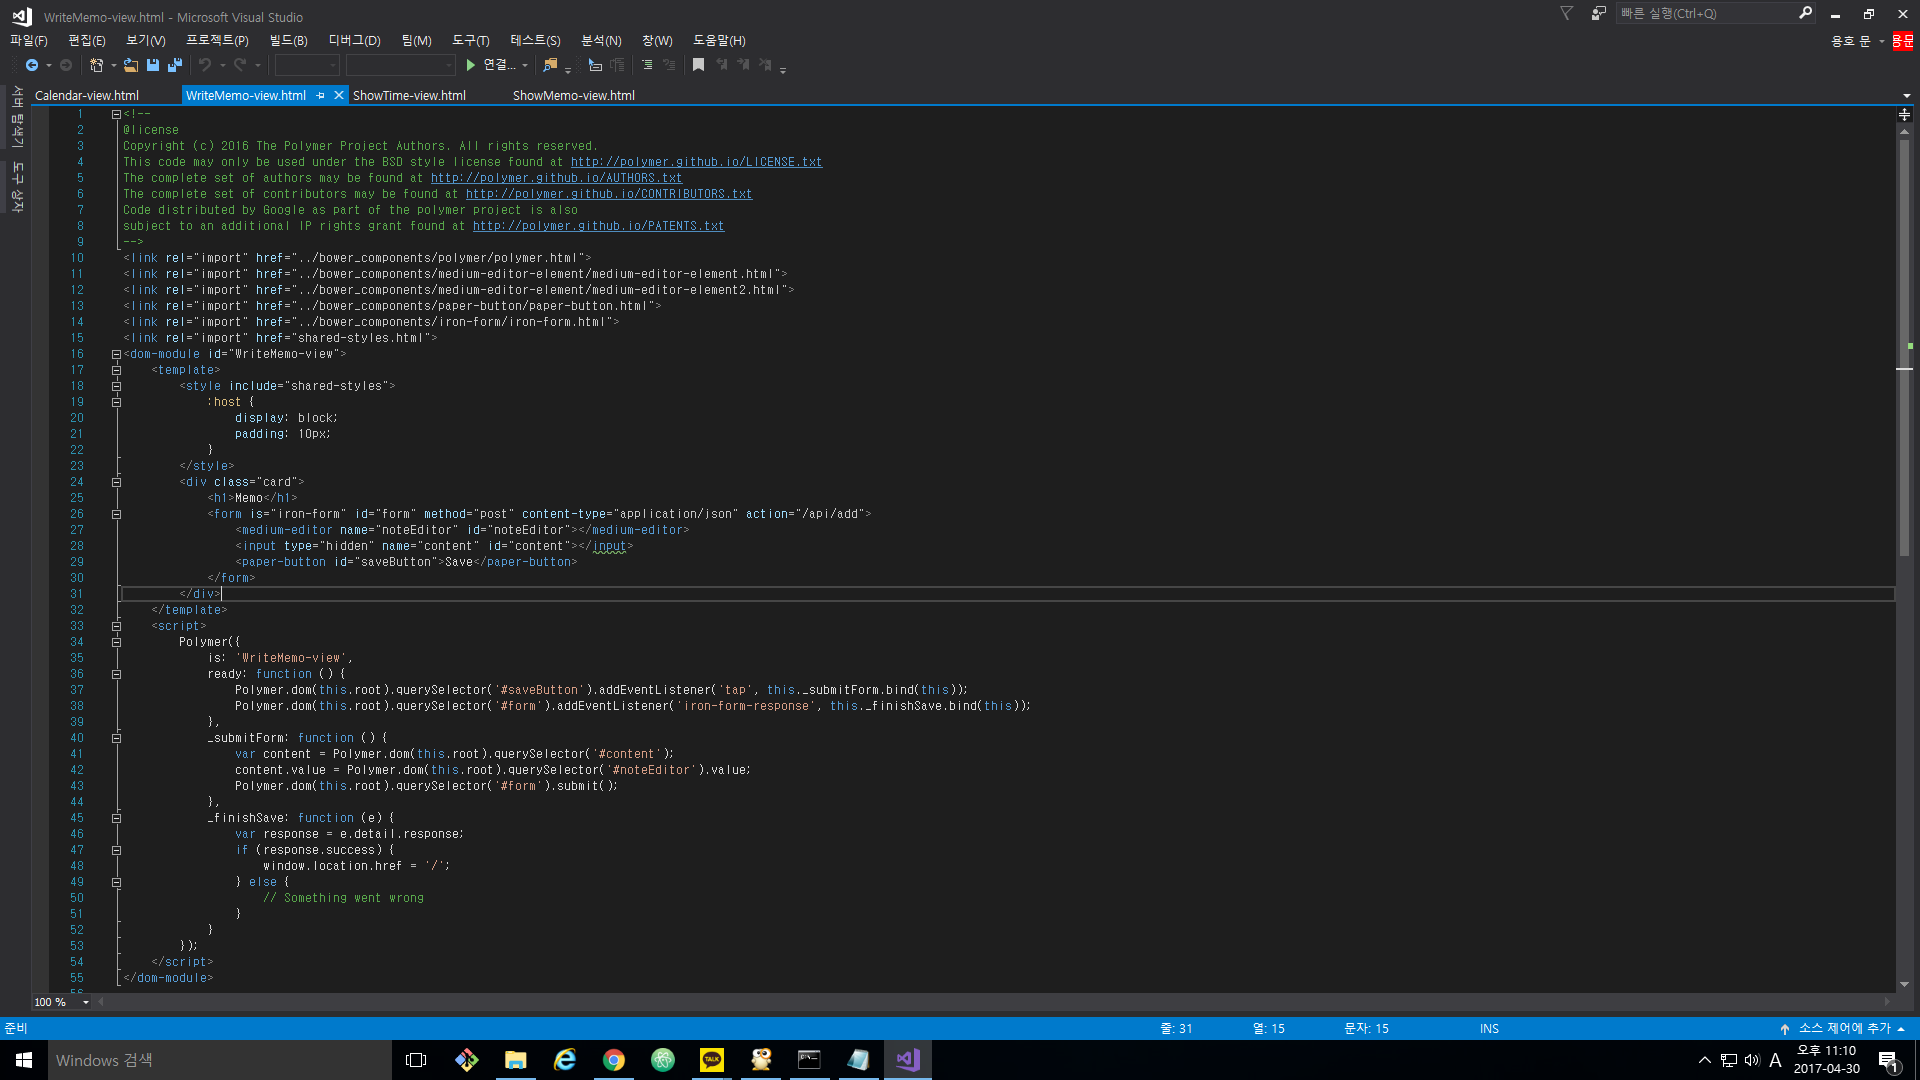 WriteMemo-view.html - Microsoft Visual Studio
빠른 실행(Ctrl+Q)
파일(F) 편집(E) 보기(V) 프로젝트(P) 빌드(B) 디버그(D) 팀(M) 도구(T) 테스트(S) 분석(N) 창(W) 도움말(H)
용호 문 용문
연결...
서버 탐색기
도구 상자
Calendar-view.html WriteMemo-view.html ShowTime-view.html ShowMemo-view.html
1 <!--
2 @license
3 Copyright (c) 2016 The Polymer Project Authors. All rights reserved.
4 This code may only be used under the BSD style license found at http://polymer.github.io/LICENSE.txt
5 The complete set of authors may be found at http://polymer.github.io/AUTHORS.txt
6 The complete set of contributors may be found at http://polymer.github.io/CONTRIBUTORS.txt
7 Code distributed by Google as part of the polymer project is also
8 subject to an additional IP rights grant found at http://polymer.github.io/PATENTS.txt
9 -->
10 <link rel="import" href="../bower_components/polymer/polymer.html">
11 <link rel="import" href="../bower_components/medium-editor-element/medium-editor-element.html">
12 <link rel="import" href="../bower_components/medium-editor-element/medium-editor-element2.html">
13 <link rel="import" href="../bower_components/paper-button/paper-button.html">
14 <link rel="import" href="../bower_components/iron-form/iron-form.html">
15 <link rel="import" href="shared-styles.html">
16 <dom-module id="WriteMemo-view">
17 <template>
18 <style include="shared-styles">
19 :host {
20 display: block;
21 padding: 10px;
22 }
23 </style>
24 <div class="card">
25 <h1>Memo</h1>
26 <form is="iron-form" id="form" method="post" content-type="application/json" action="/api/add">
27 <medium-editor name="noteEditor" id="noteEditor"></medium-editor>
28 <input type="hidden" name="content" id="content"></input>
29 <paper-button id="saveButton">Save</paper-button>
30 </form>
31 </div>
32 </template>
33 <script>
34 Polymer({
35 is: 'WriteMemo-view',
36 ready: function () {
37 Polymer.dom(this.root).querySelector('#saveButton').addEventListener('tap', this._submitForm.bind(this));
38 Polymer.dom(this.root).querySelector('#form').addEventListener('iron-form-response', this._finishSave.bind(this));
39 },
40 _submitForm: function () {
41 var content = Polymer.dom(this.root).querySelector('#content');
42 content.value = Polymer.dom(this.root).querySelector('#noteEditor').value;
43 Polymer.dom(this.root).querySelector('#form').submit();
44 },
45 _finishSave: function (e) {
46 var response = e.detail.response;
47 if (response.success) {
48 window.location.href = '/';
49 } else {
50 // Something went wrong
51 }
52 }
53 });
54 </script>
55 </dom-module>
56
100 %
준비 줄: 31 열: 15 문자: 15 INS 소스 제어에 추가
Windows 검색
TALK
A
오후 11:10
2017-04-30
1